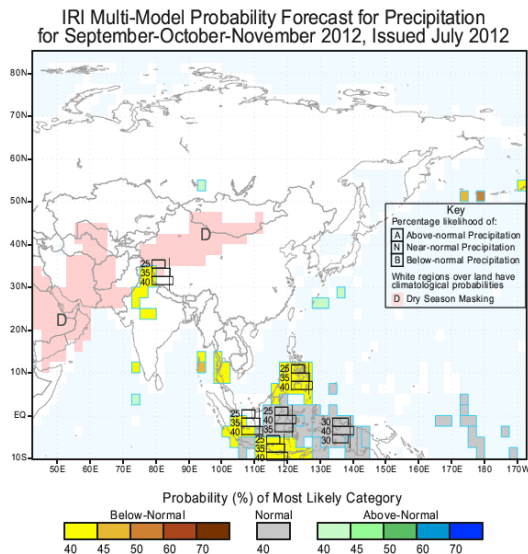 IRI Multi-Model Probability Forecast for Precipitation
for September-October-November 2012, Issued July 2012
80N
70N
60N
50N
40N
30N
20N
10N
EQ
10S
50E 60E 70E 80E 90E 100E 110E 120E 130E 140E 150E 160E 170E 180 170W
D
D
25
35
40
25
35
40
25
35
40
25
40
35
30
40
30
25
35
40
Key
Percentage likelihood of:
A Above-normal Precipitation
N Near-normal Precipitation
B Below-normal Precipitation
White regions over land have
climatological probabilities
D Dry Season Masking
Probability (%) of Most Likely Category
Below-Normal Normal Above-Normal
40 45 50 60 70 40 40 45 50 60 70